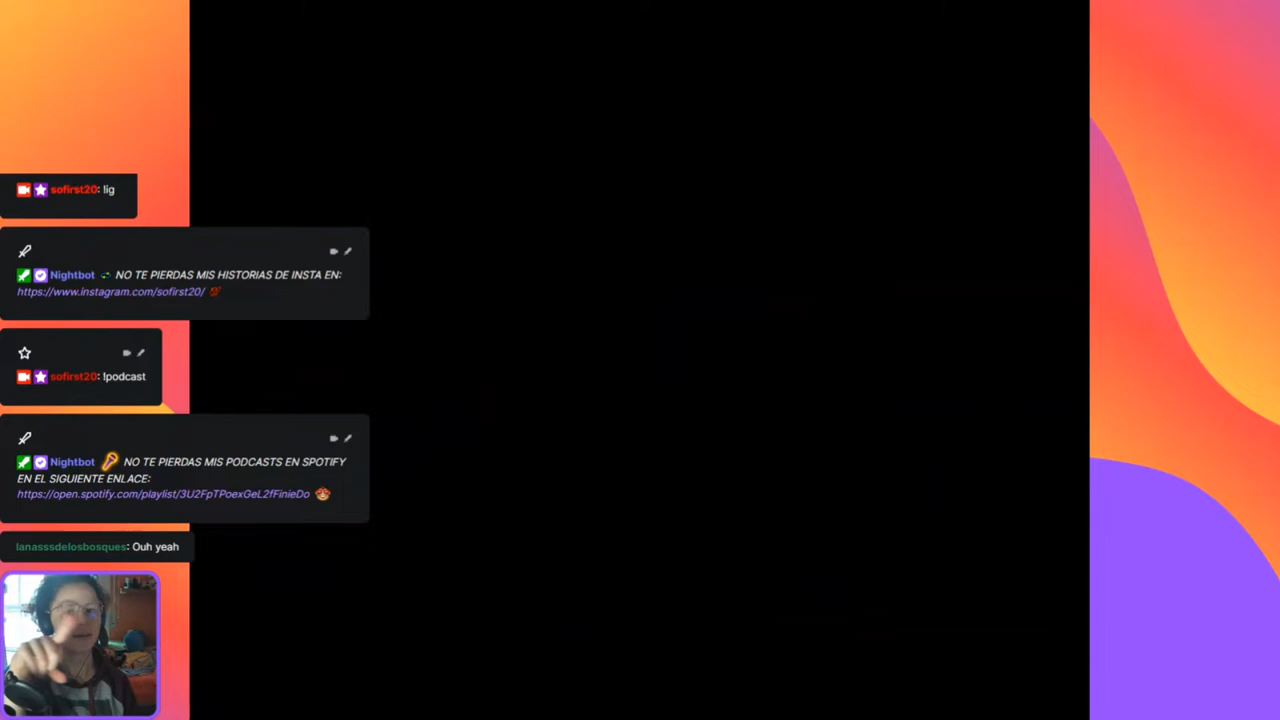 sofirst20: !ig
Nightbot NO TE PIERDAS MIS HISTORIAS DE INSTA EN:
https://www.instagram.com/sofirst20/
sofirst20: !podcast
Nightbot NO TE PIERDAS MIS PODCASTS EN SPOTIFY
EN EL SIGUIENTE ENLACE:
https://open.spotify.com/playlist/3U2FpTPoexGeL2fFinieDo
lanasssdelosbosques: Ouh yeah